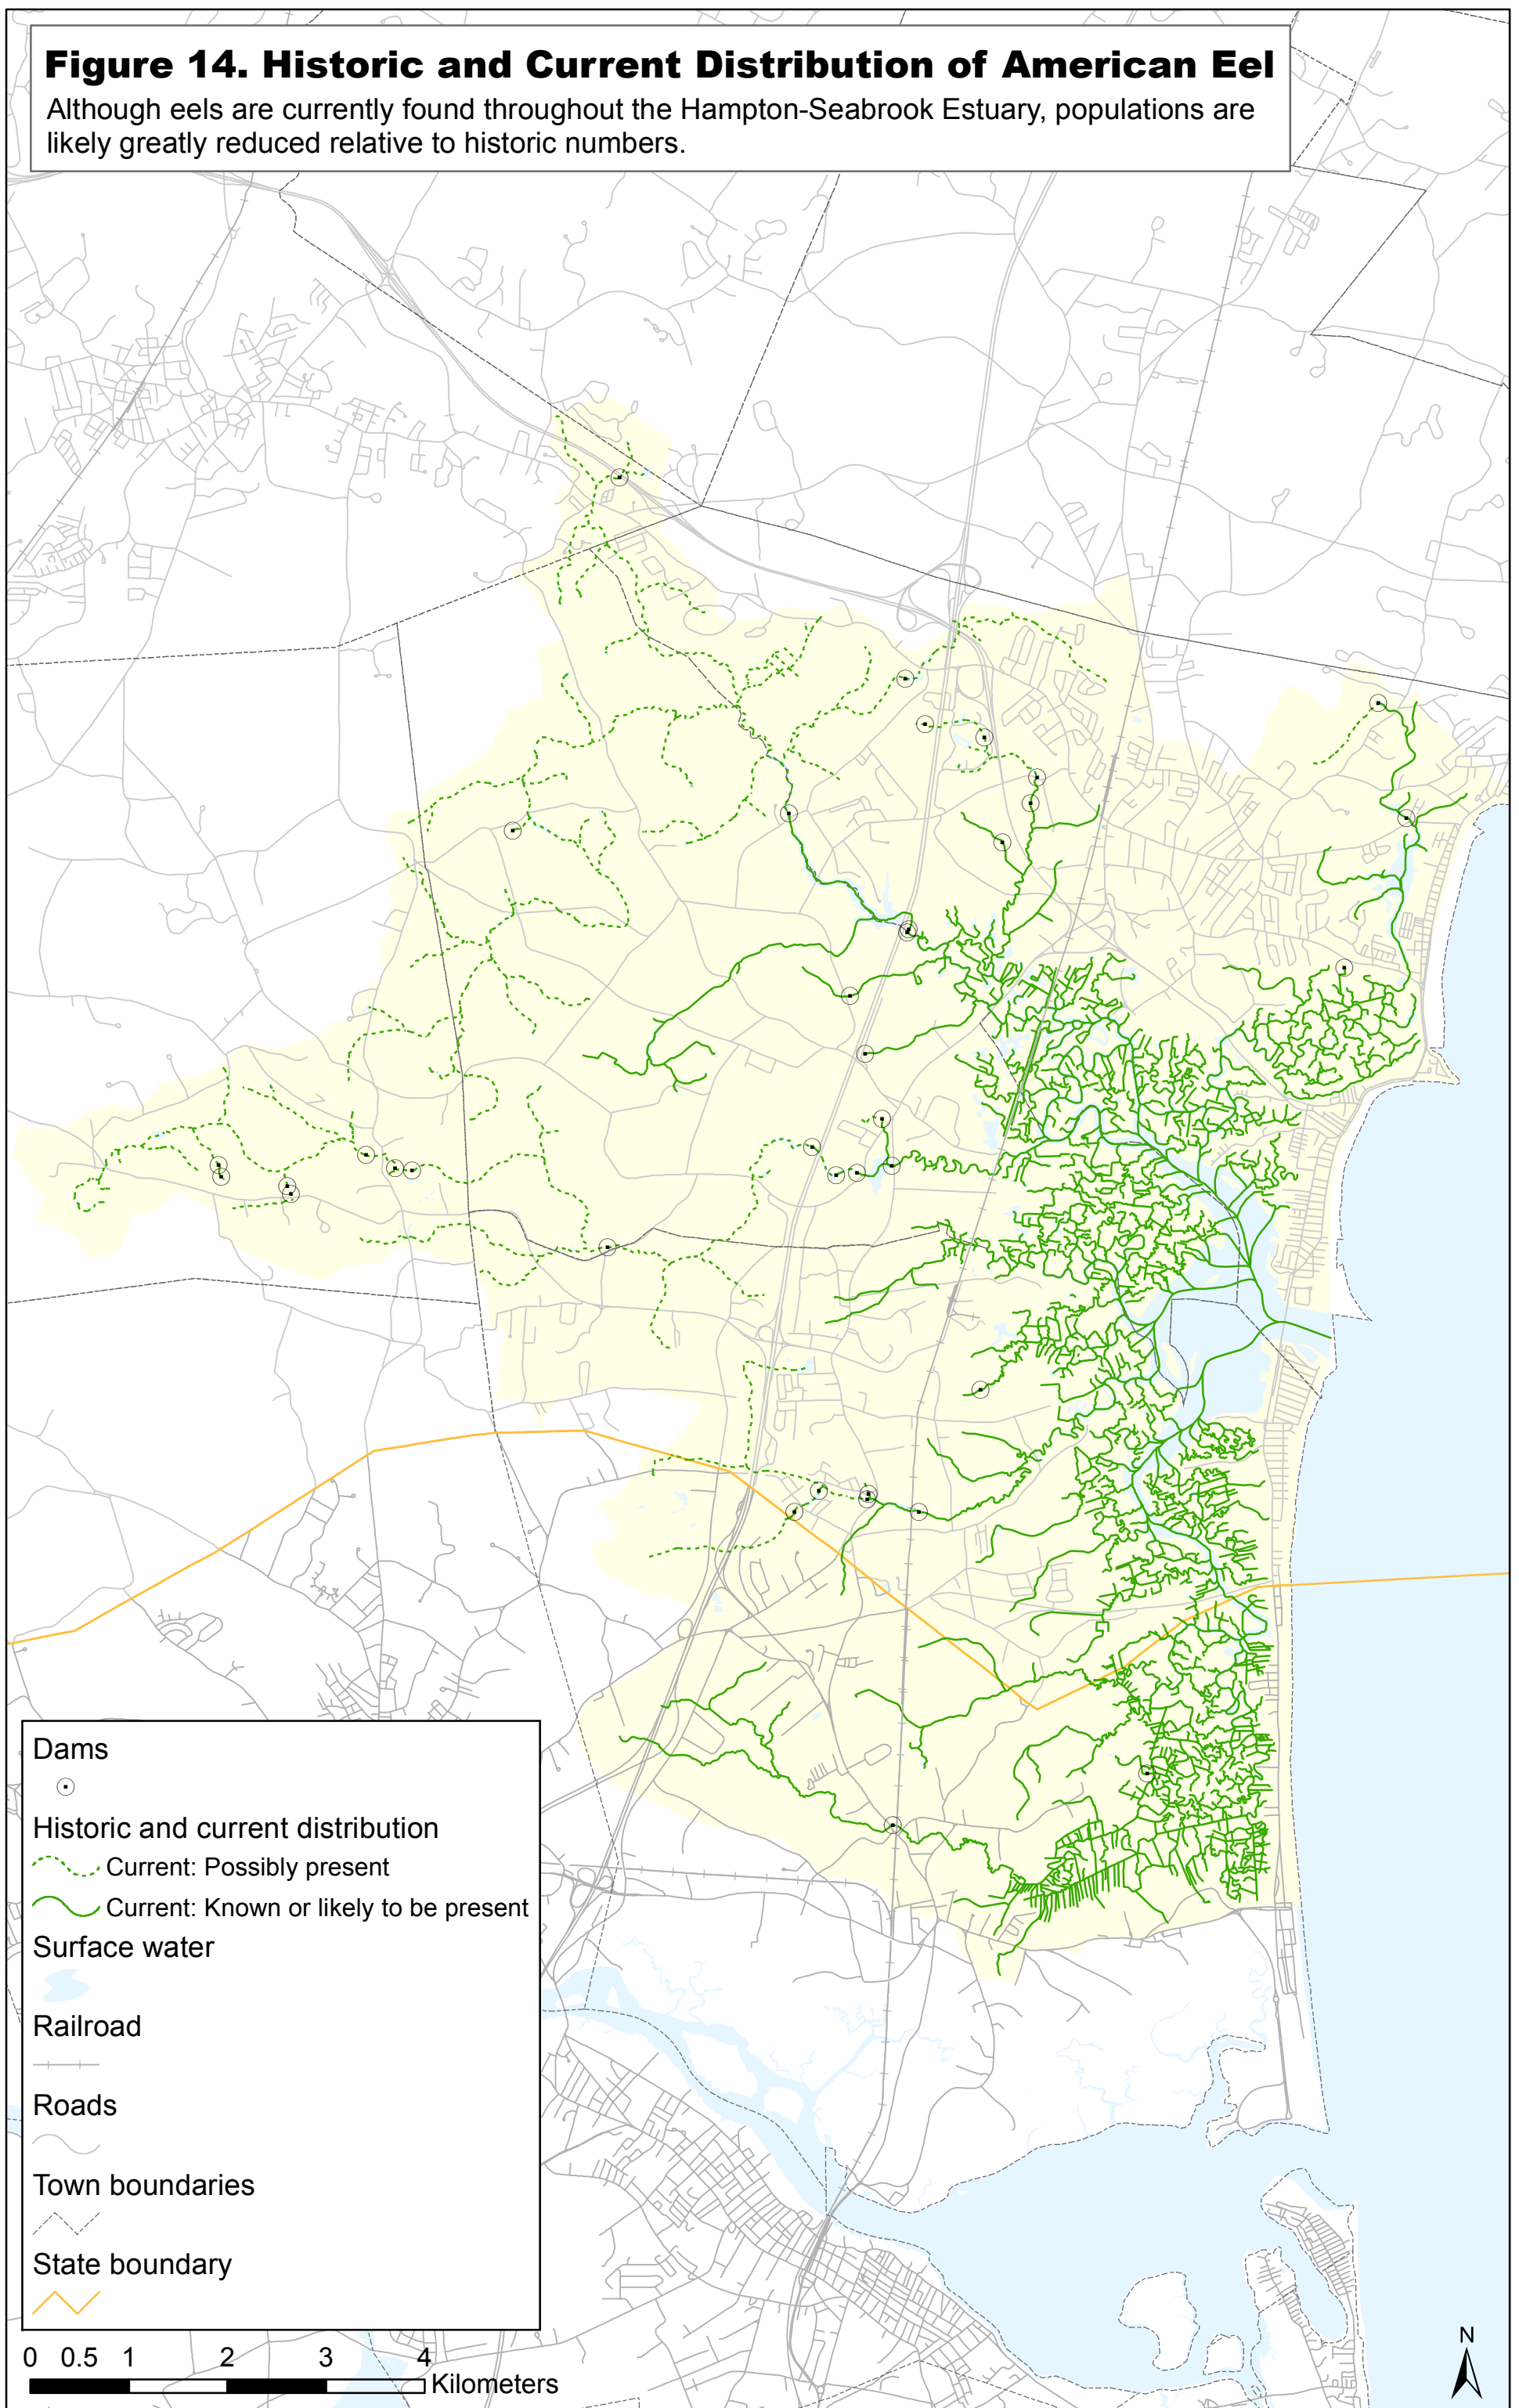 Figure 14. Historic and Current Distribution of American Eel
Although eels are currently found throughout the Hampton-Seabrook Estuary, populations are
likely greatly reduced relative to historic numbers.
Dams
Historic and current distribution
Current: Possibly present
Current: Known or likely to be present
Surface water
Railroad
Roads
Town boundaries
State boundary
0 0.5 1 2 3 4
Kilometers
N